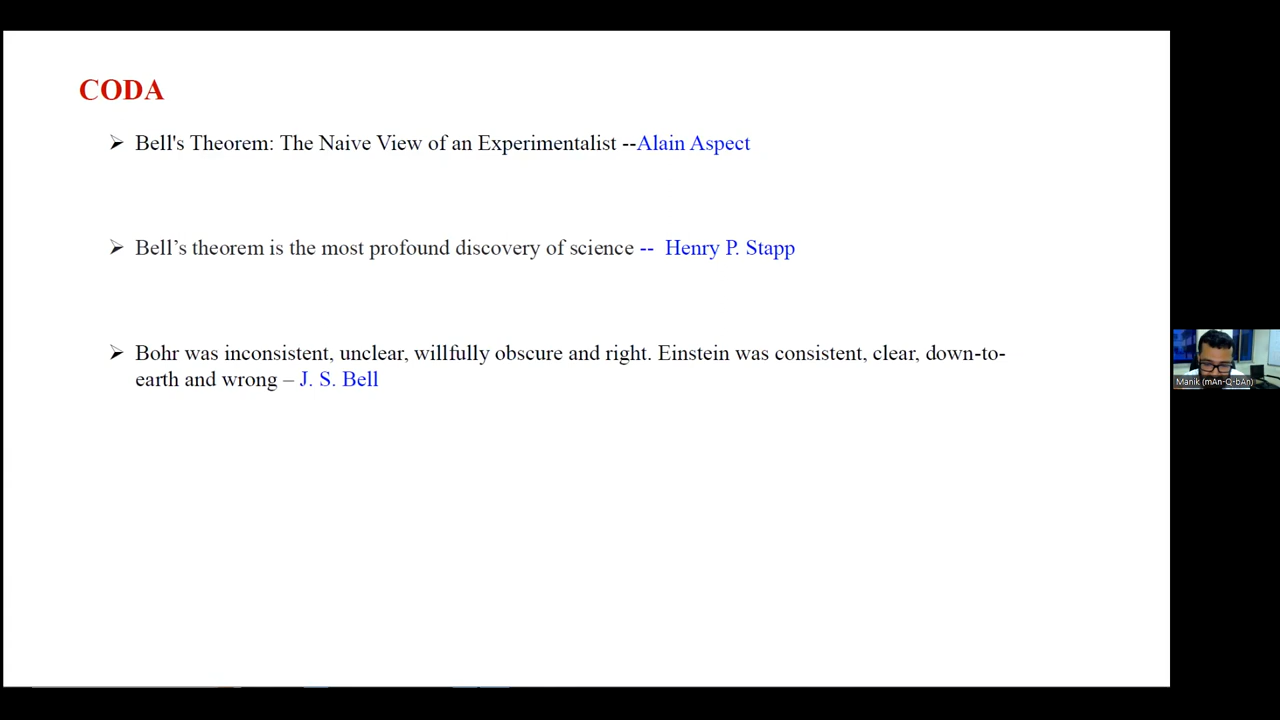 CODA
➢ Bell's Theorem: The Naive View of an Experimentalist --Alain Aspect
➢ Bell’s theorem is the most profound discovery of science -- Henry P. Stapp
➢ Bohr was inconsistent, unclear, willfully obscure and right. Einstein was consistent, clear, down-to-
earth and wrong – J. S. Bell
Manik (mAn-Q-bAn)